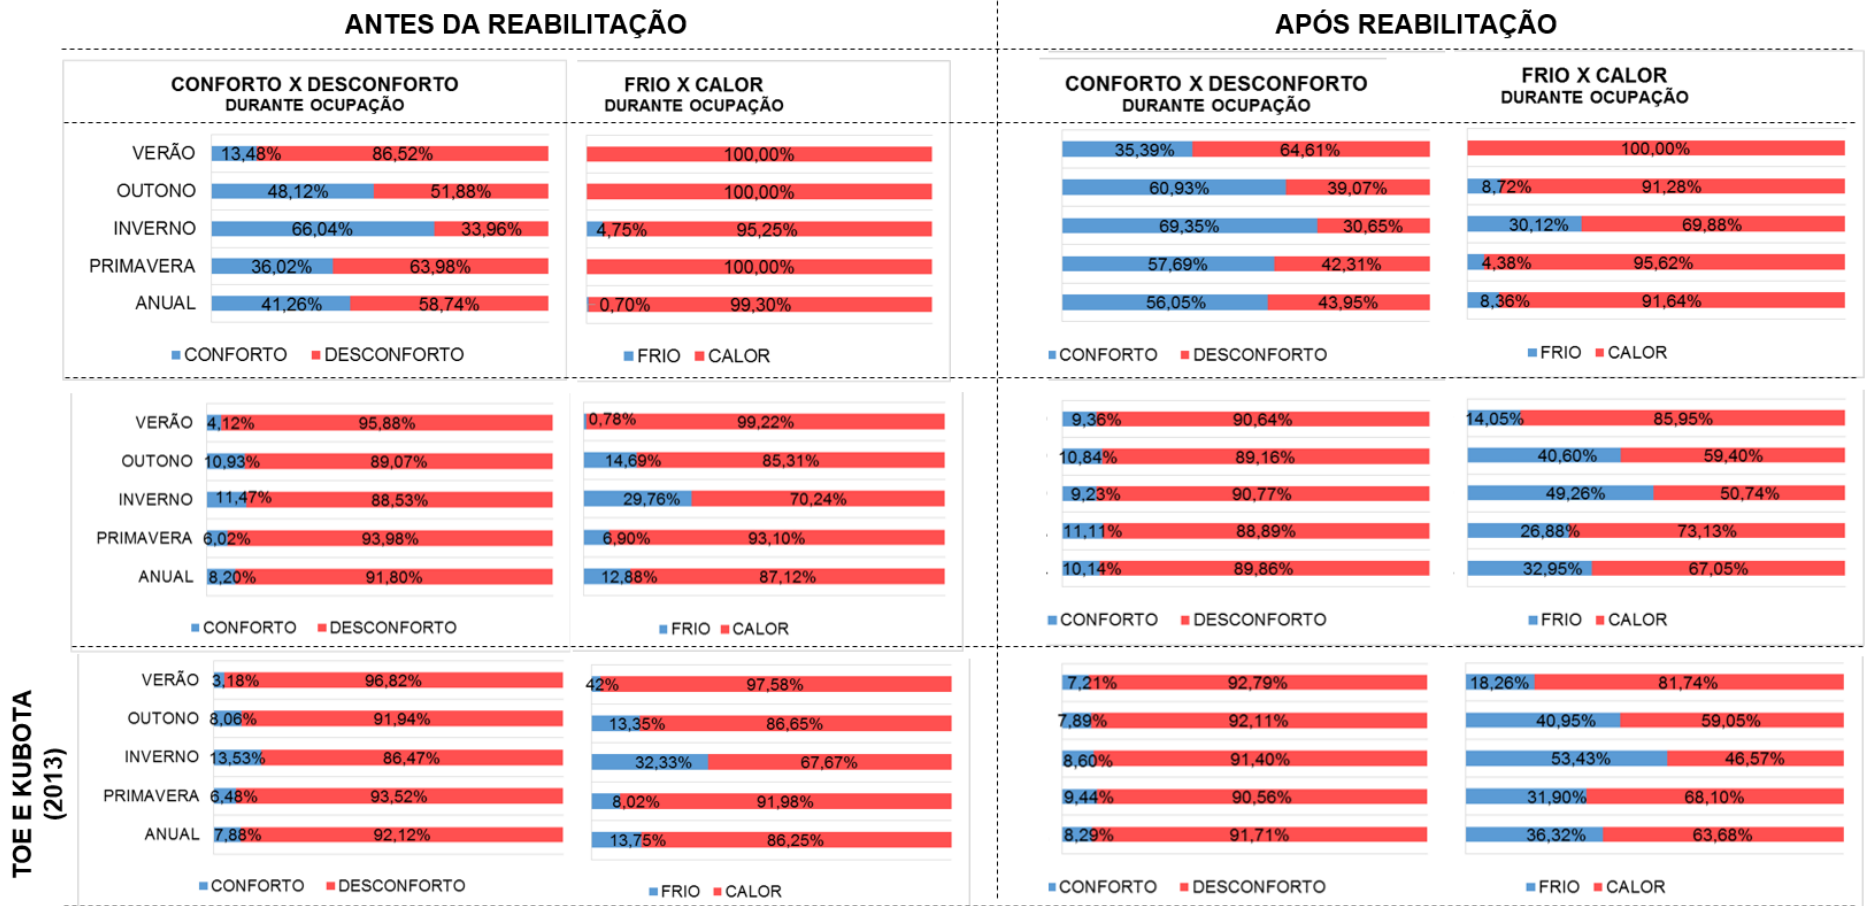 ANTES DA REABILITAÇÃO
APÓS REABILITAÇÃO
CONFORTO X DESCONFORTO
DURANTE OCUPAÇÃO
FRIO X CALOR
DURANTE OCUPAÇÃO
CONFORTO X DESCONFORTO
DURANTE OCUPAÇÃO
FRIO X CALOR
DURANTE OCUPAÇÃO
VERÃO 13,48% 86,52% 100,00% 35,39% 64,61% 100,00%
OUTONO 48,12% 51,88% 100,00% 60,93% 39,07% 8,72% 91,28%
INVERNO 66,04% 33,96% 4,75% 95,25% 69,35% 30,65% 30,12% 69,88%
PRIMAVERA 36,02% 63,98% 100,00% 57,69% 42,31% 4,38% 95,62%
ANUAL 41,26% 58,74% 0,70% 99,30% 56,05% 43,95% 8,36% 91,64%
CONFORTO DESCONFORTO FRIO CALOR CONFORTO DESCONFORTO FRIO CALOR
VERÃO 4,12% 95,88% 0,78% 99,22% 9,36% 90,64% 14,05% 85,95%
OUTONO 10,93% 89,07% 14,69% 85,31% 10,84% 89,16% 40,60% 59,40%
INVERNO 11,47% 88,53% 29,76% 70,24% 9,23% 90,77% 49,26% 50,74%
PRIMAVERA 6,02% 93,98% 6,90% 93,10% 11,11% 88,89% 26,88% 73,13%
ANUAL 8,20% 91,80% 12,88% 87,12% 10,14% 89,86% 32,95% 67,05%
CONFORTO DESCONFORTO FRIO CALOR CONFORTO DESCONFORTO FRIO CALOR
TOE E KUBOTA
(2013)
VERÃO 3,18% 96,82% 42% 97,58% 7,21% 92,79% 18,26% 81,74%
OUTONO 8,06% 91,94% 13,35% 86,65% 7,89% 92,11% 40,95% 59,05%
INVERNO 13,53% 86,47% 32,33% 67,67% 8,60% 91,40% 53,43% 46,57%
PRIMAVERA 6,48% 93,52% 8,02% 91,98% 9,44% 90,56% 31,90% 68,10%
ANUAL 7,88% 92,12% 13,75% 86,25% 8,29% 91,71% 36,32% 63,68%
CONFORTO DESCONFORTO FRIO CALOR CONFORTO DESCONFORTO FRIO CALOR